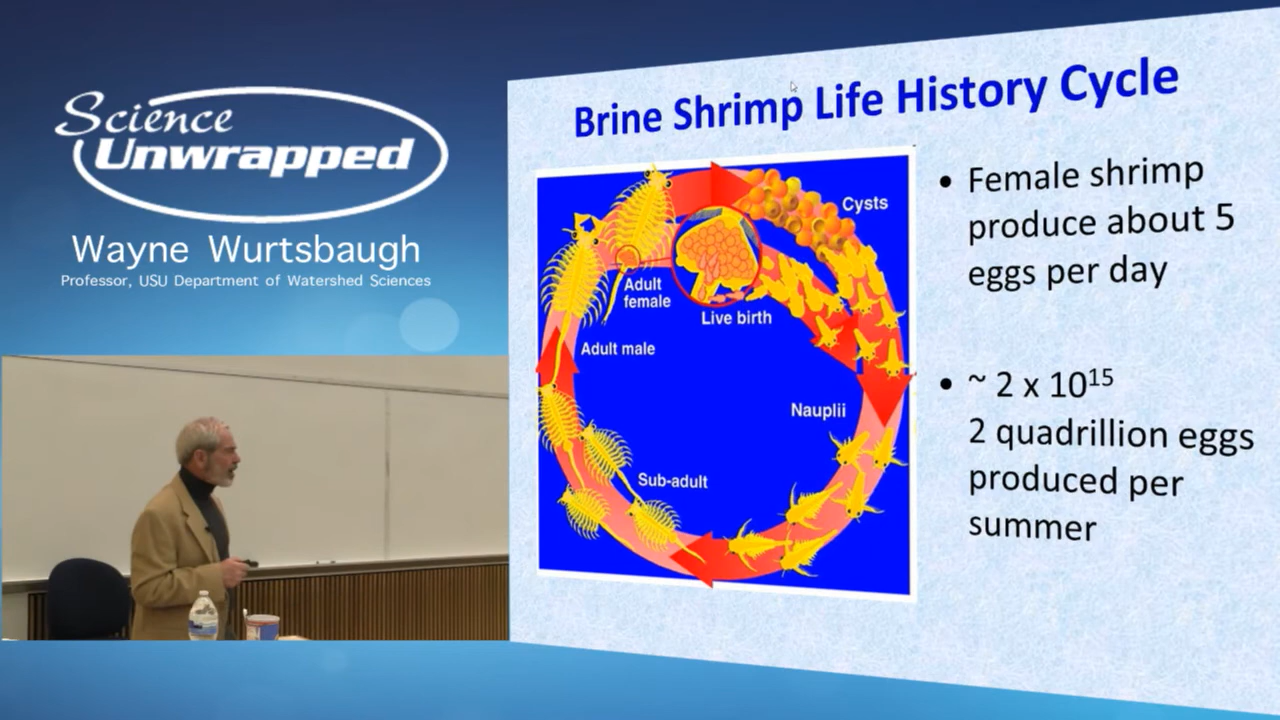 Science
Unwrapped
Wayne Wurtsbaugh
Professor, USU Department of Watershed Sciences
Brine Shrimp Life History Cycle
Cysts
Adult
female
Live birth
Adult male
Nauplii
Sub-adult
• Female shrimp
produce about 5
eggs per day
• ~ 2 x 10¹⁵
2 quadrillion eggs
produced per
summer